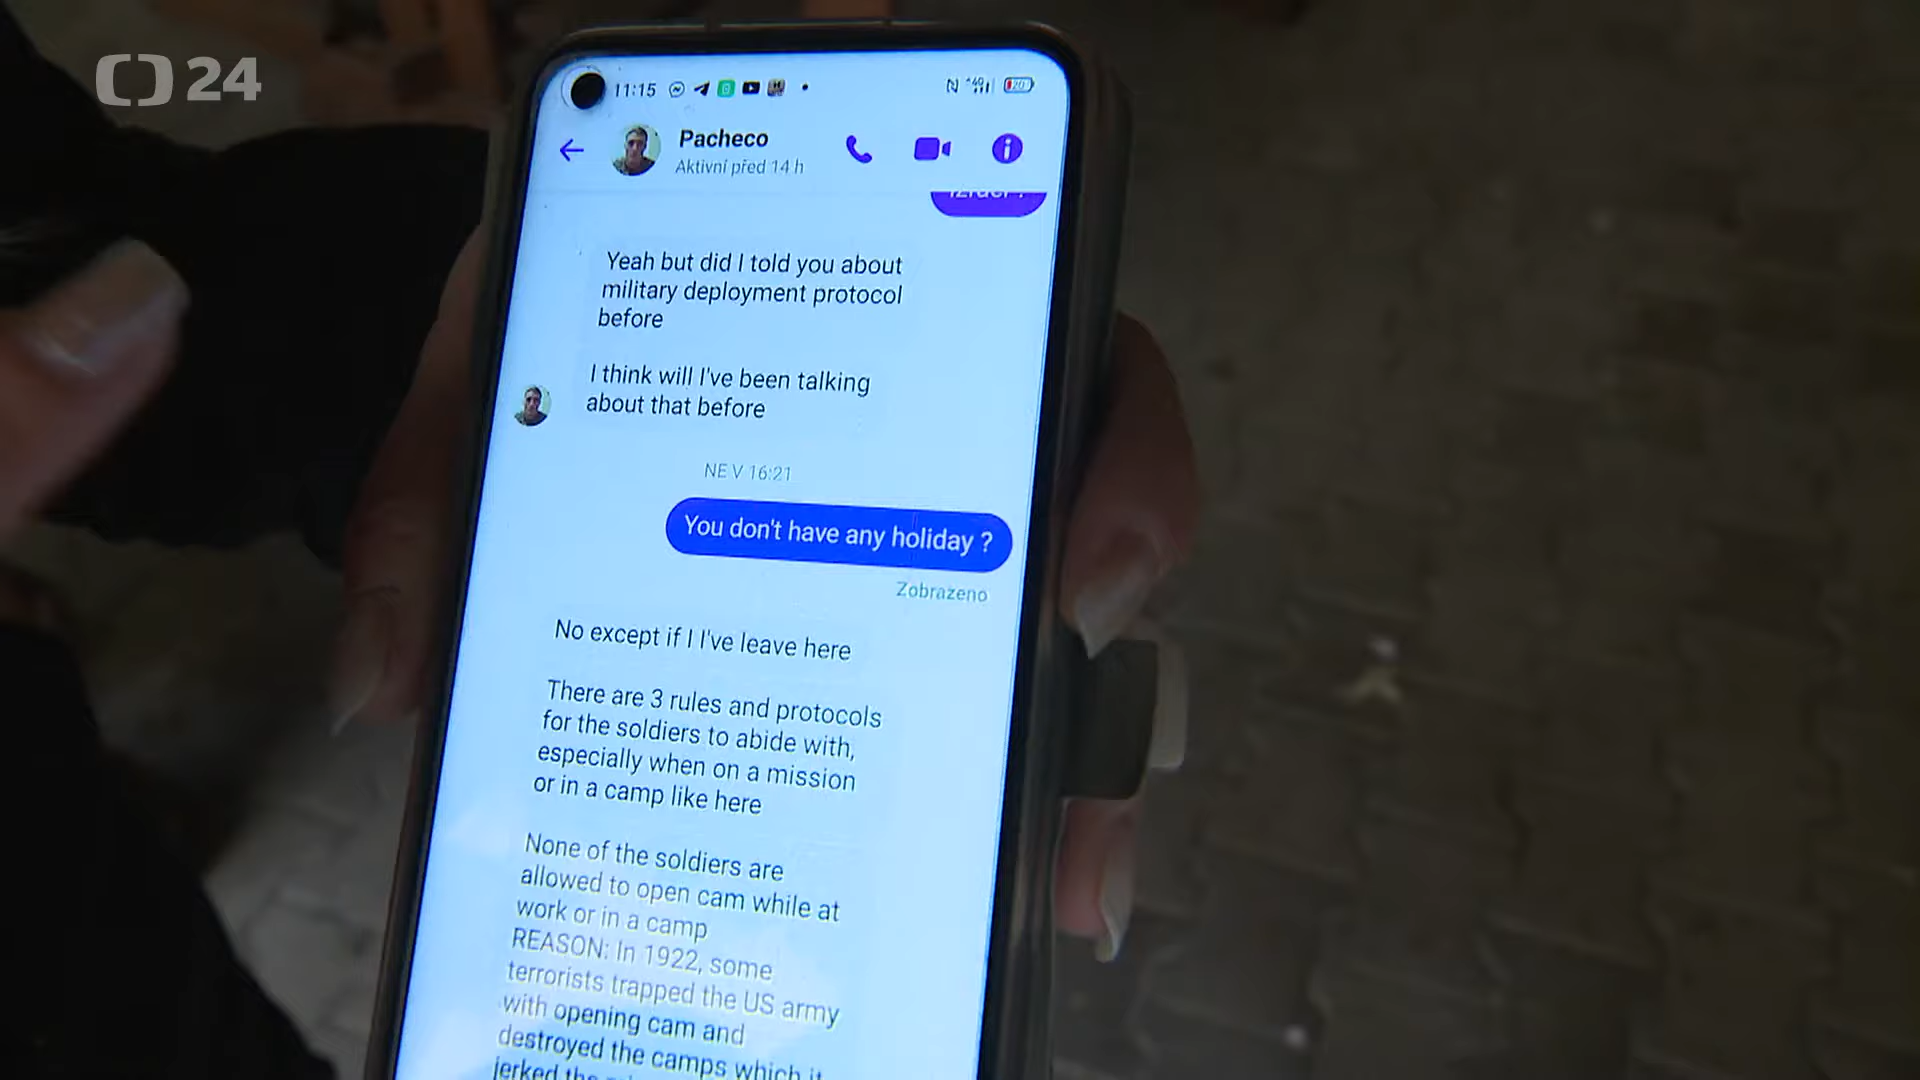 24
11:15
Pacheco
Aktivní před 14 h
Yeah but did I told you about
military deployment protocol
before
I think will I've been talking
about that before
NE V 16:21
You don't have any holiday ?
Zobrazeno
No except if I I've leave here
There are 3 rules and protocols
for the soldiers to abide with,
especially when on a mission
or in a camp like here
None of the soldiers are
allowed to open cam while at
work or in a camp
REASON: In 1922, some
terrorists trapped the US army
with opening cam and
destroyed the camps which it
jerked the